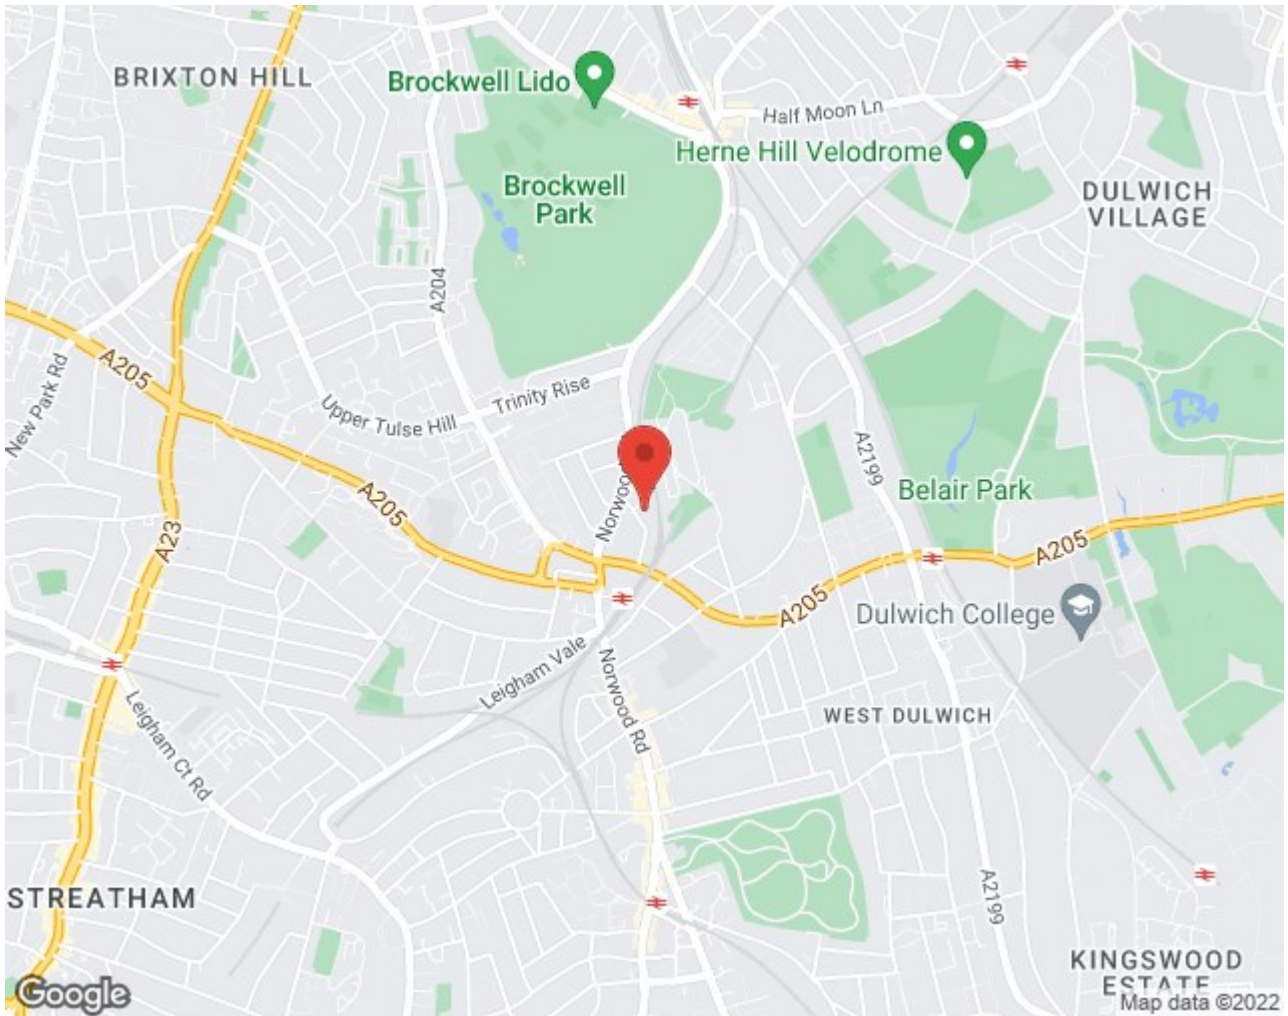 BRIXTON HILL
Brockwell Lido
Half Moon Ln
Herne Hill Velodrome
Brockwell
Park
DULWICH
VILLAGE
A204
A205
New Park Rd
Trinity Rise
Upper Tulse Hill
A2199
Norwood
Belair Park
A205
A23
A205
A205
Dulwich College
Leigham Vale
Norwood Rd
WEST DULWICH
Leigham Ct Rd
STREATHAM
A2199
KINGSWOOD
ESTATE
Google
Map data ©2022